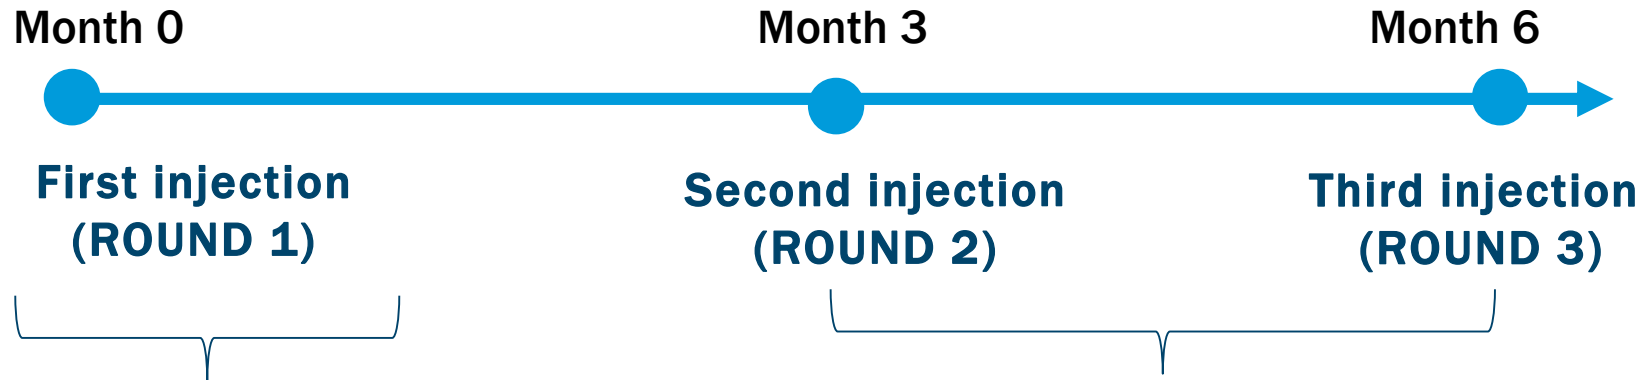 Month 0
Month 3
Month 6
First injection
(ROUND 1)
Second injection
(ROUND 2)
Third injection
(ROUND 3)